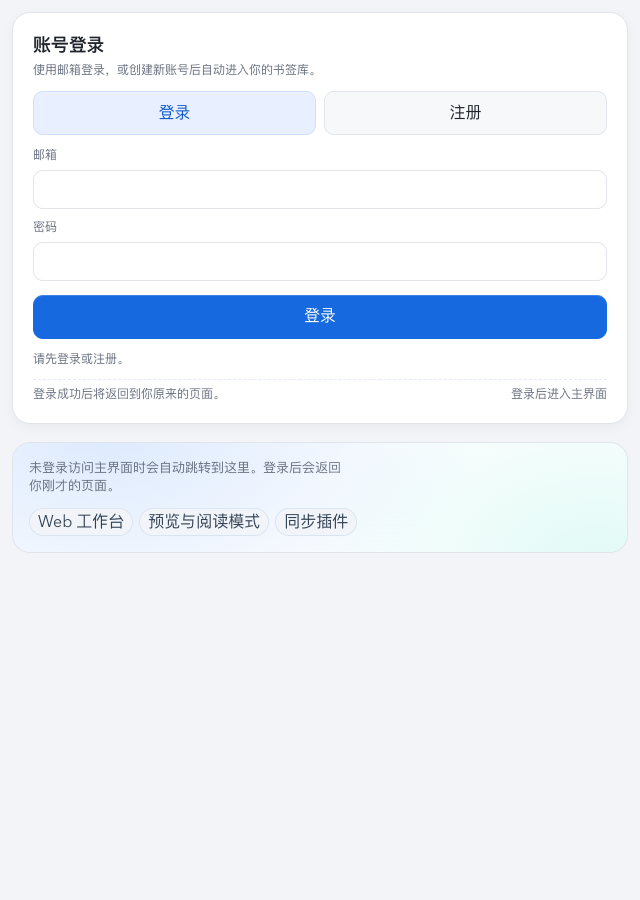 账号登录
使用邮箱登录，或创建新账号后自动进入你的书签库。
登录
注册
邮箱
密码
登录
请先登录或注册。
登录成功后将返回到你原来的页面。
登录后进入主界面
未登录访问主界面时会自动跳转到这里。登录后会返回
你刚才的页面。
Web 工作台
预览与阅读模式
同步插件